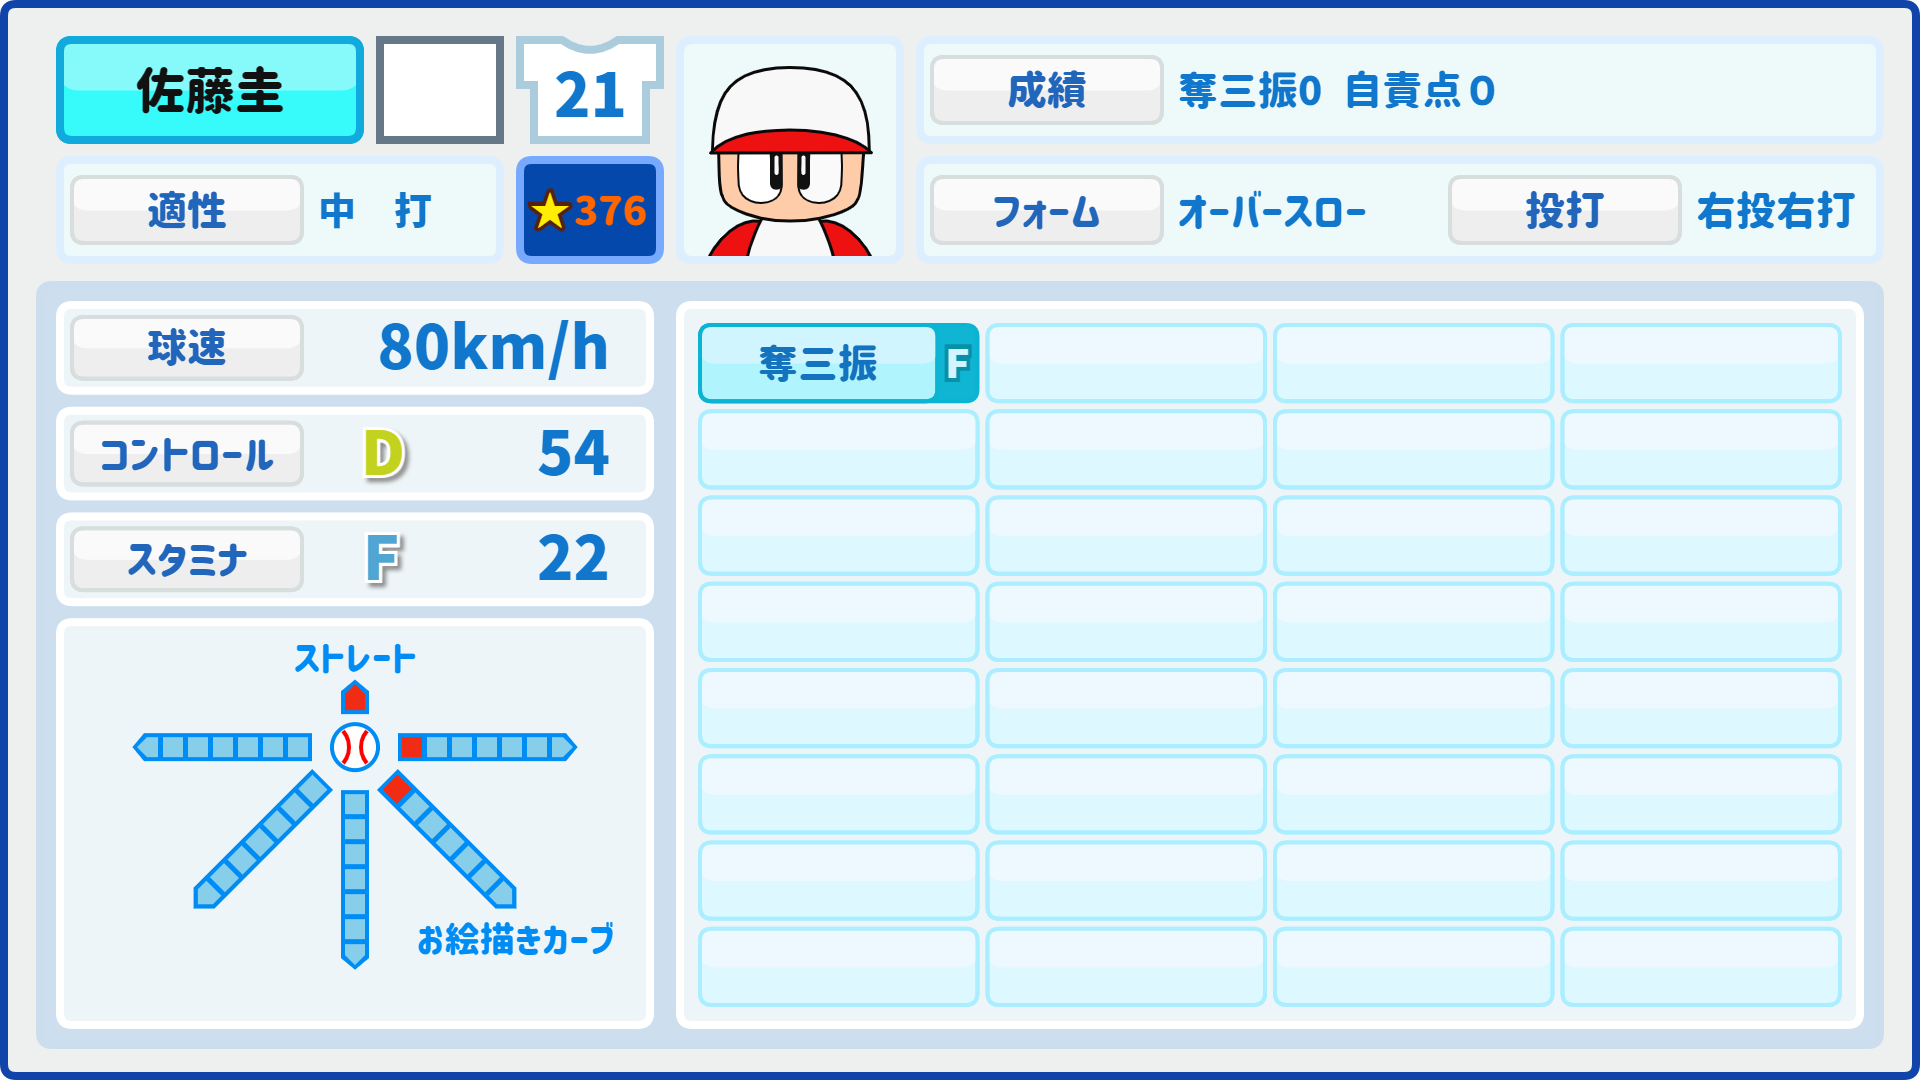 佐藤圭
21
成績 奪三振0 自責点０
適性 中 打
★376
フォーム オーバースロー 投打 右投右打
球速 80km/h
コントロール D 54
スタミナ F 22
奪三振 F
ストレート
お絵描きカーブ